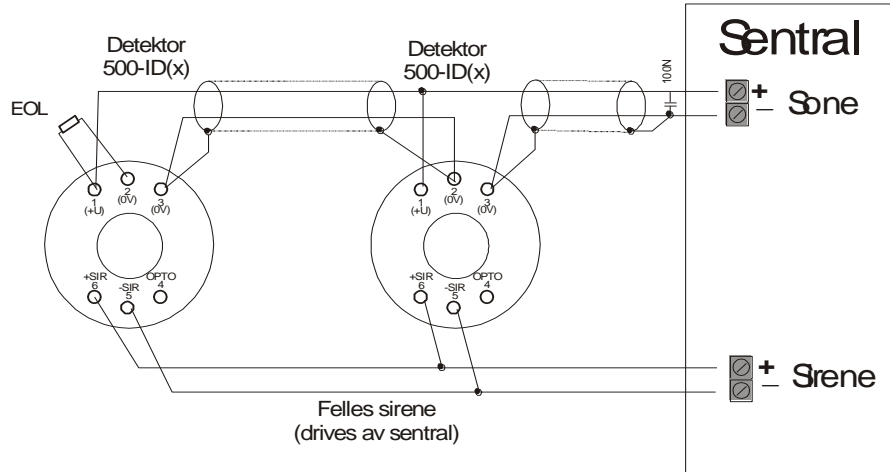 Sentral
Detektor
500-ID(x)
Detektor
500-ID(x)
100N
+
– Sone
EOL
1
(+U)
2
(0V)
3
(0V)
1
(+U)
2
(0V)
3
(0V)
+SIR
6
-SIR
5
OPTO
4
+SIR
6
-SIR
5
OPTO
4
+
– Sirene
Felles sirene
(drives av sentral)